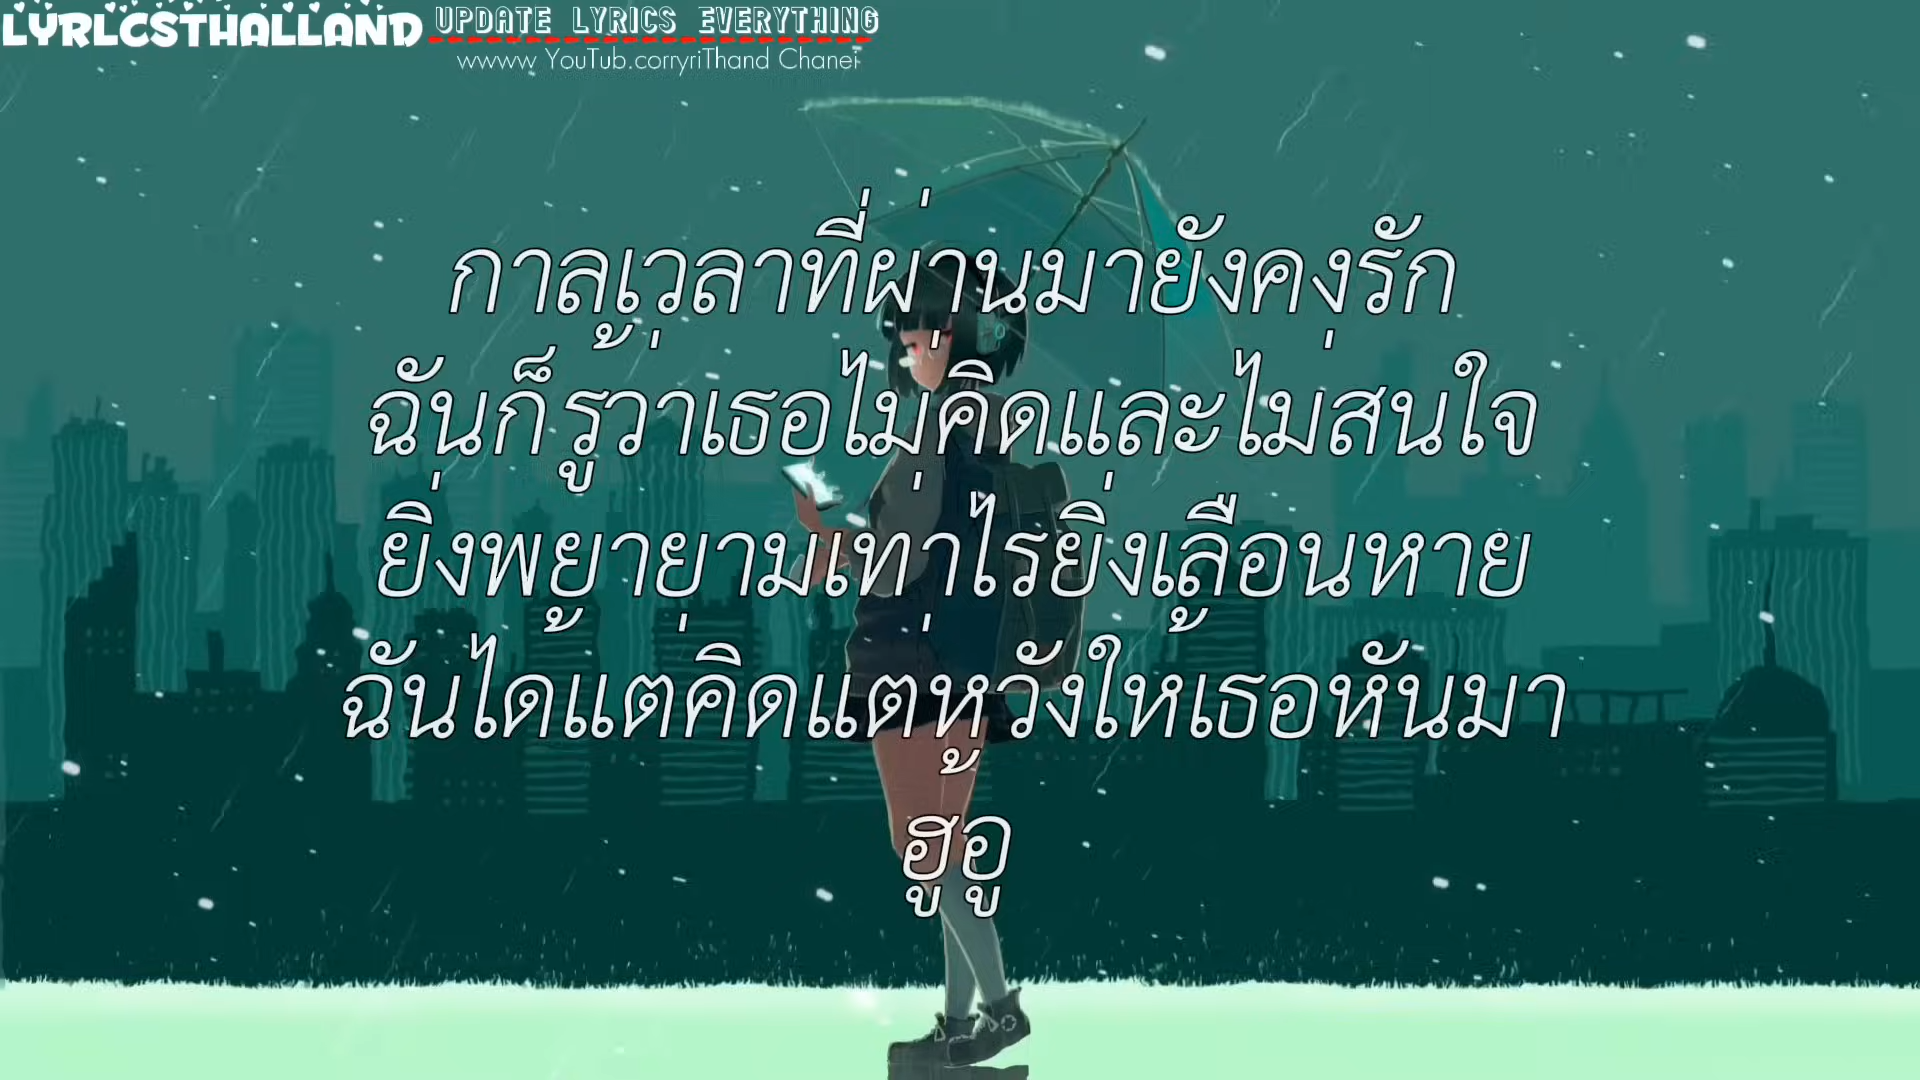 LYRLCSTHALLAND
UPDATE LYRICS EVERYTHING
wwww YouTub.corryriThand Chanei
กาลเวลาที่ผ่านมายังคงรัก
ฉันก็รู้ว่าเธอไม่คิดและไม่สนใจ
ยิ่งพยายามเท่าไรยิ่งเลือนหาย
ฉันได้แต่คิดแต่หวังให้เธอหันมา
ฮูอู